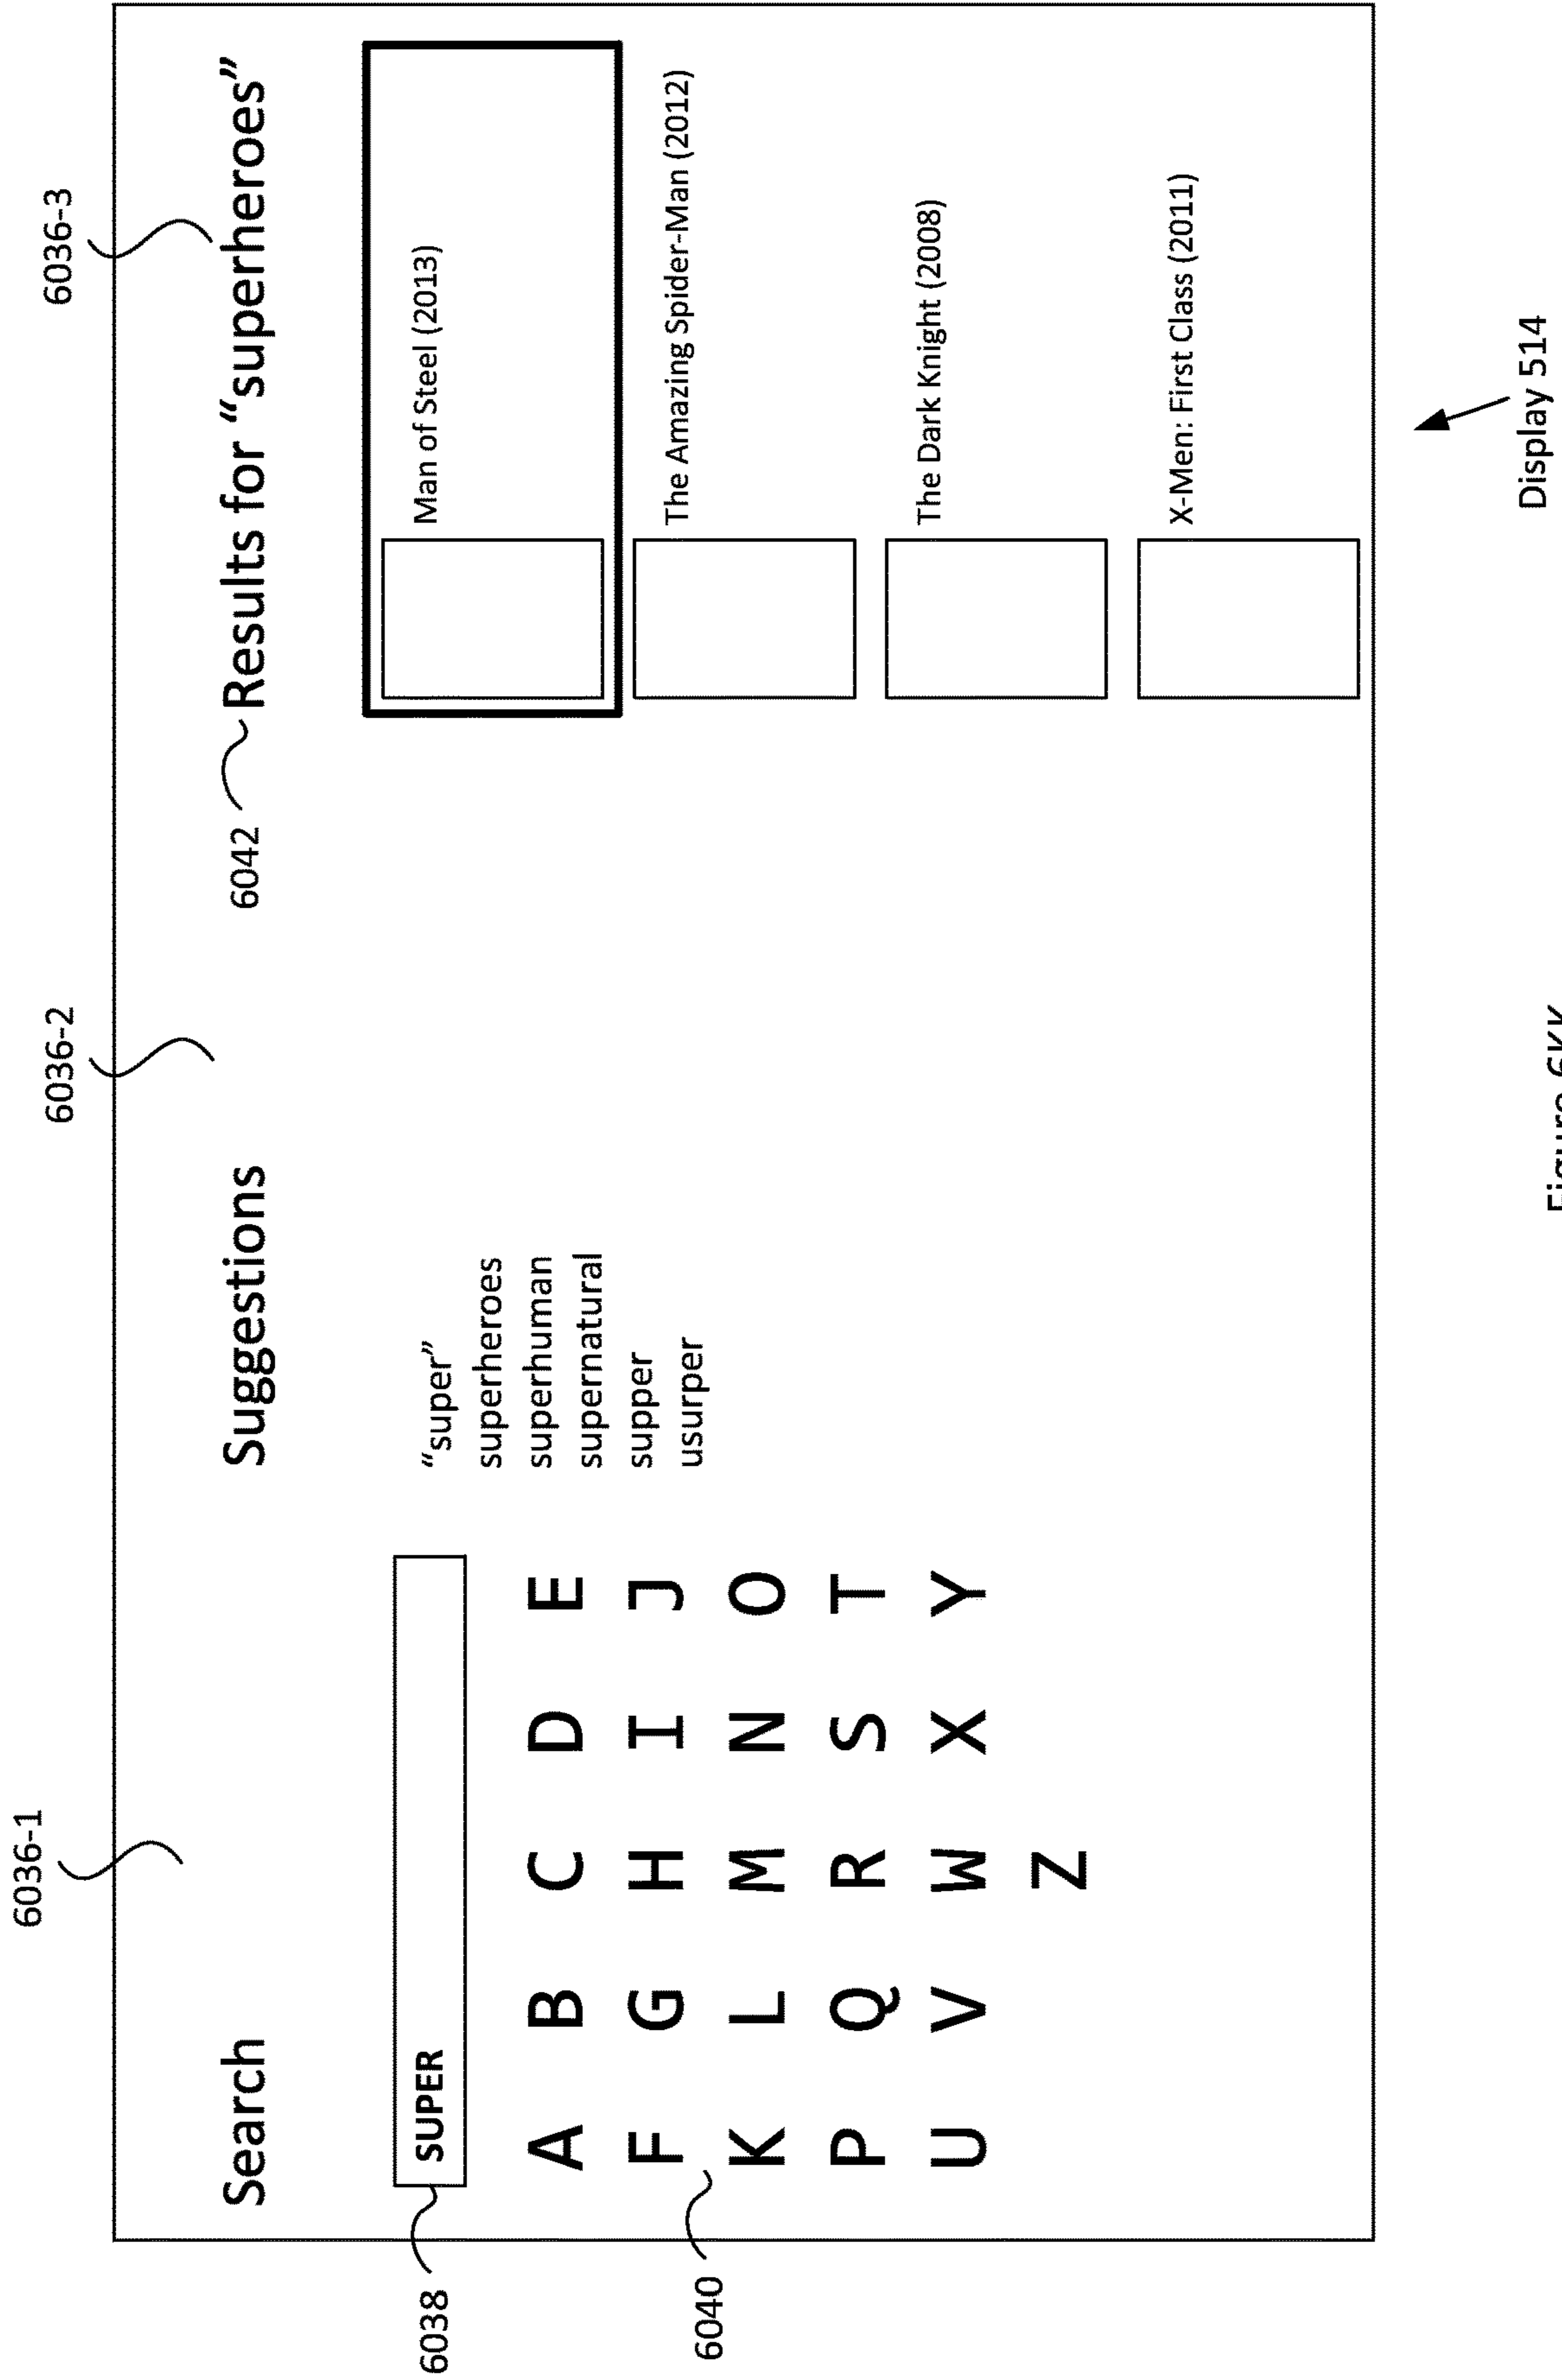 6036-1
6036-2
6036-3
Search
Suggestions
6042
Results for “superheroes”
6038
SUPER
A B C D E
F G H I J
K L M N O
P Q R S T
U V W X Y
Z
6040
“super”
superheroes
superhuman
supernatural
supper
usurper
Man of Steel (2013)
The Amazing Spider-Man (2012)
The Dark Knight (2008)
X-Men: First Class (2011)
Display 514
Figure 6KK